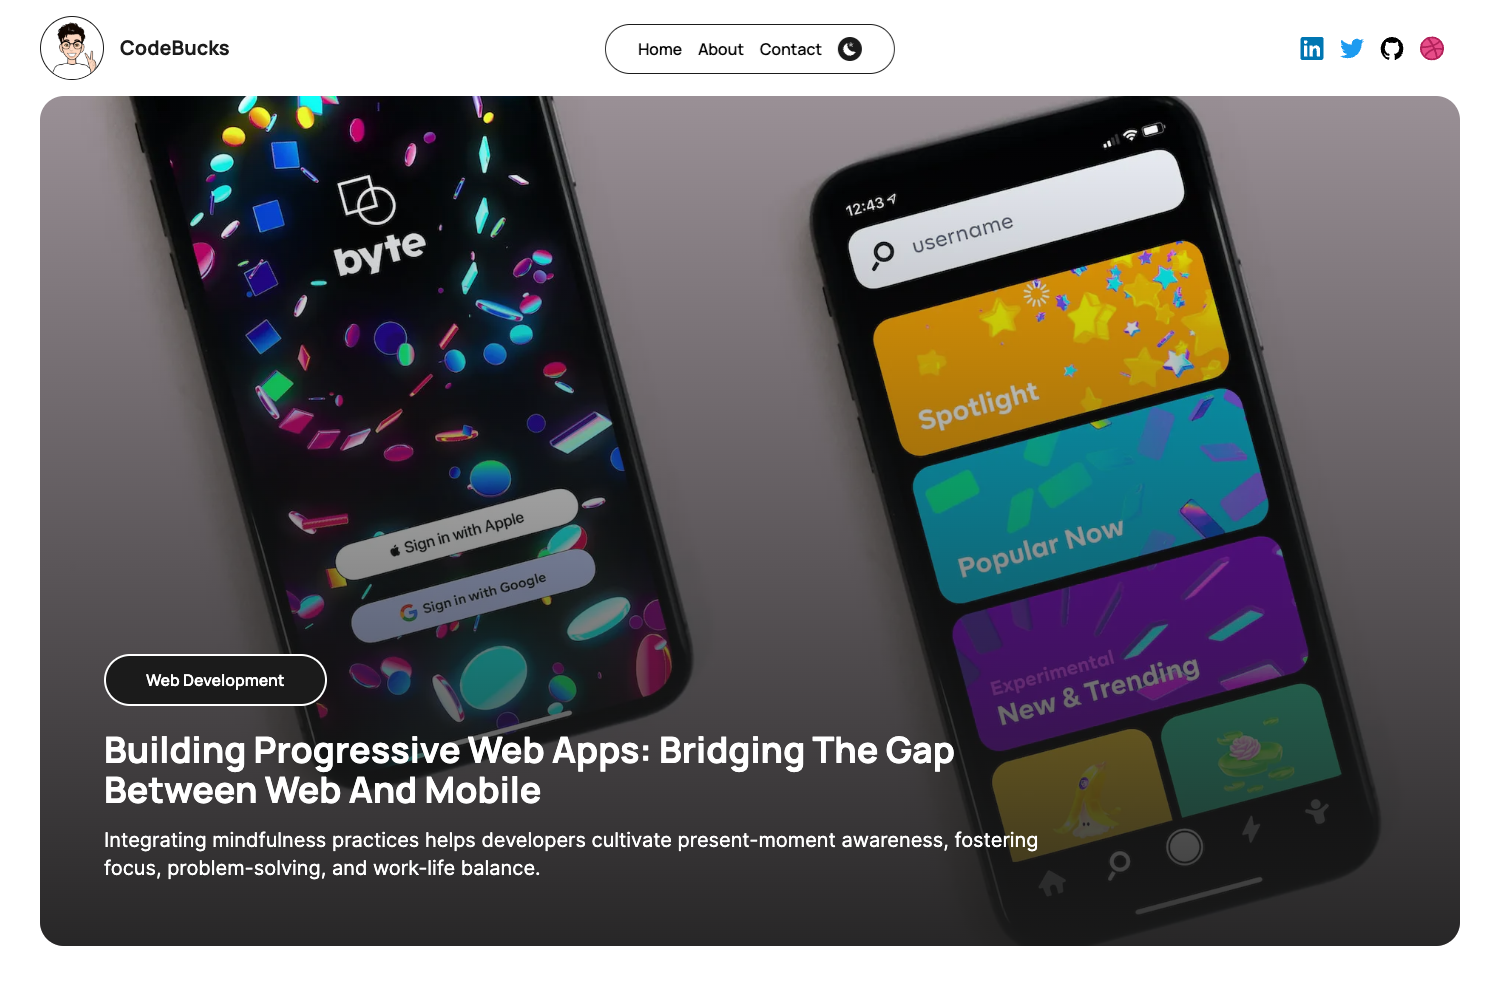 CodeBucks
Home About Contact
byte
Sign in with Apple
Sign in with Google
12:43
username
Spotlight
Popular Now
Experimental
New & Trending
Web Development
Building Progressive Web Apps: Bridging The Gap
Between Web And Mobile
Integrating mindfulness practices helps developers cultivate present-moment awareness, fostering
focus, problem-solving, and work-life balance.